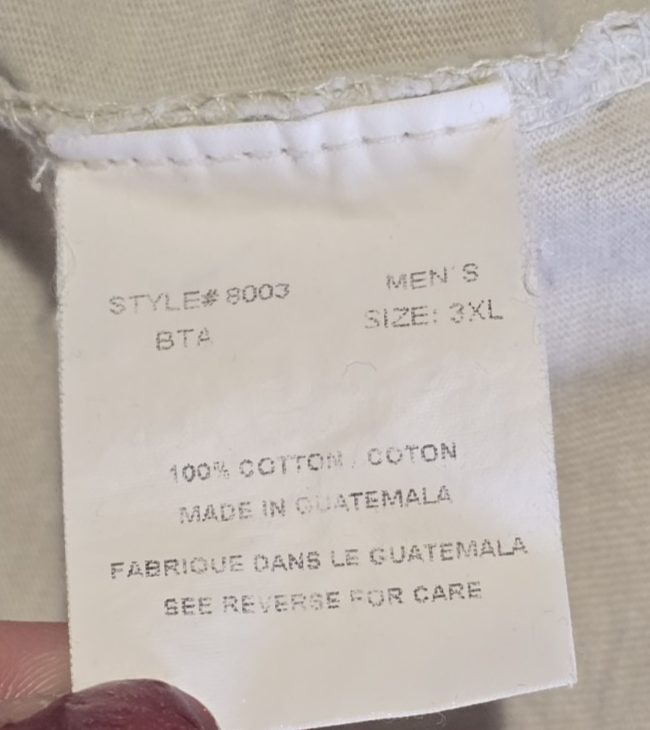 STYLE# 8003
BTA
MEN'S
SIZE: 3XL
100% COTTON / COTON
MADE IN GUATEMALA
FABRIQUE DANS LE GUATEMALA
SEE REVERSE FOR CARE